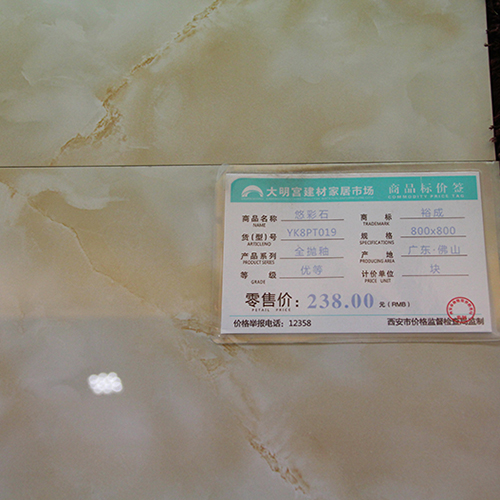 大明宫建材家居市场 商品标价签
COMMODITY PRICE TAG
商品名称 悠彩石 商标 裕成
TRADEMARK
货(型)号 YK8PT019 规格 800x800
ARTICLENO SPECIFICATIONS
产品系列 全抛釉 产地 广东·佛山
PRODUCT SERIES PRODUCING AREA
等级 优等 计价单位 块
GRADE PRICE UNIT
零售价: 238.00 元(RMB)
RETAIL PRICE
价格举报电话: 12358 西安市价格监督检查局监制